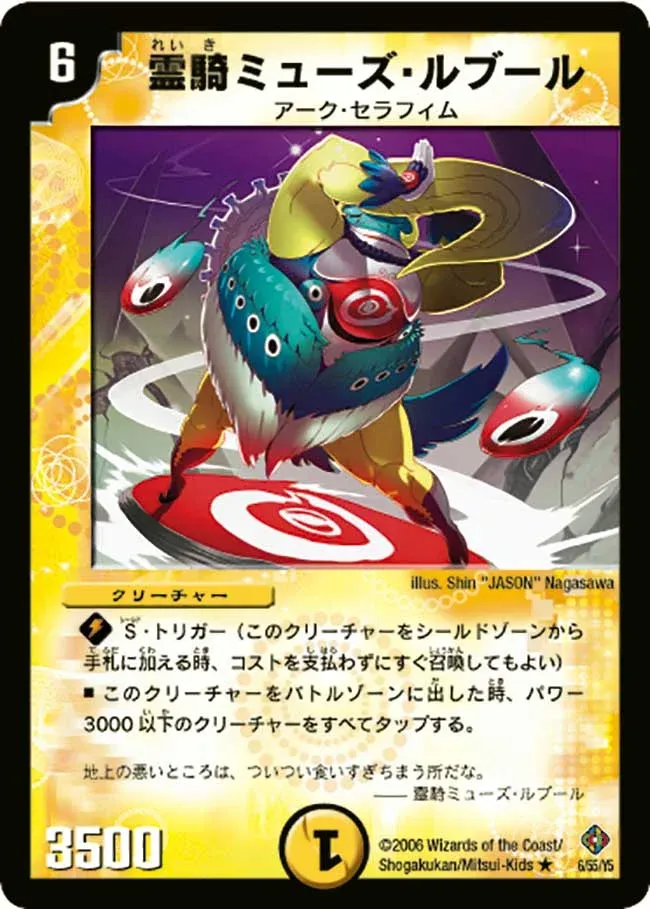 6
れいき
霊騎ミューズ・ルブール
アーク・セラフィム
illus. Shin "JASON" Nagasawa
クリーチャー
S・トリガー(このクリーチャーをシールドゾーンから
手札に加える時、コストを支払わずにすぐ召喚してもよい)
■ このクリーチャーをバトルゾーンに出した時、パワー
3000以下のクリーチャーをすべてタップする。
地上の悪いところは、ついつい食いすぎちまう所だな。
—— 霊騎ミューズ・ルブール
3500
1
©2006 Wizards of the Coast/
Shogakukan/Mitsui-Kids ★ 6/55/Y5